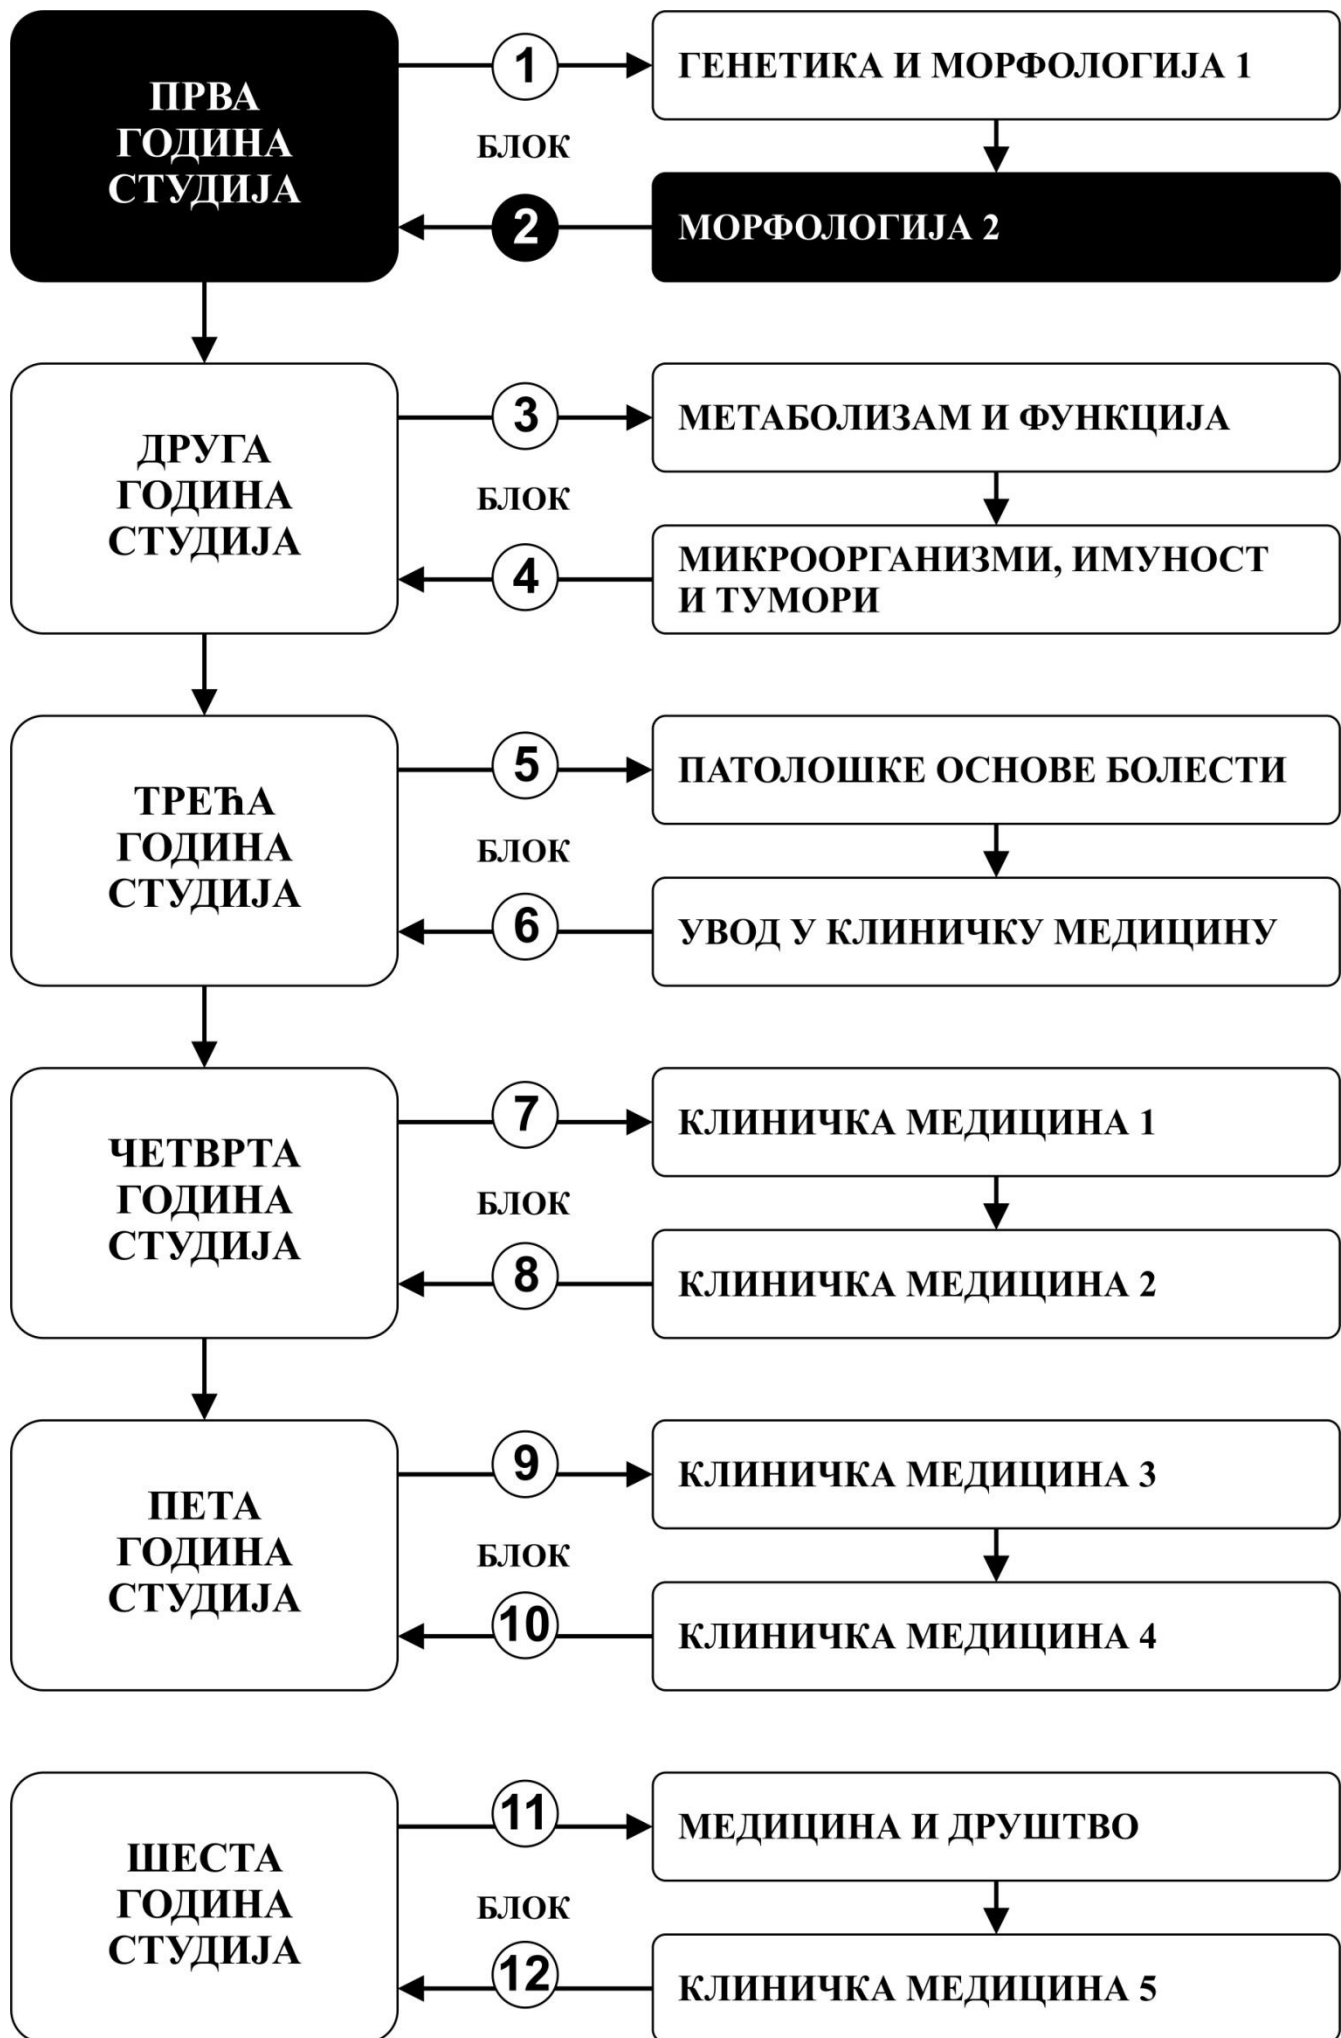 ПРВА
ГОДИНА
СТУДИЈА
1
ГЕНЕТИКА И МОРФОЛОГИЈА 1
БЛОК
2
МОРФОЛОГИЈА 2
ДРУГА
ГОДИНА
СТУДИЈА
3
МЕТАБОЛИЗАМ И ФУНКЦИЈА
БЛОК
4
МИКРООРГАНИЗМИ, ИМУНОСТ
И ТУМОРИ
ТРЕЋА
ГОДИНА
СТУДИЈА
5
ПАТОЛОШКЕ ОСНОВЕ БОЛЕСТИ
БЛОК
6
УВОД У КЛИНИЧКУ МЕДИЦИНУ
ЧЕТВРТА
ГОДИНА
СТУДИЈА
7
КЛИНИЧКА МЕДИЦИНА 1
БЛОК
8
КЛИНИЧКА МЕДИЦИНА 2
ПЕТА
ГОДИНА
СТУДИЈА
9
КЛИНИЧКА МЕДИЦИНА 3
БЛОК
10
КЛИНИЧКА МЕДИЦИНА 4
ШЕСТА
ГОДИНА
СТУДИЈА
11
МЕДИЦИНА И ДРУШТВО
БЛОК
12
КЛИНИЧКА МЕДИЦИНА 5